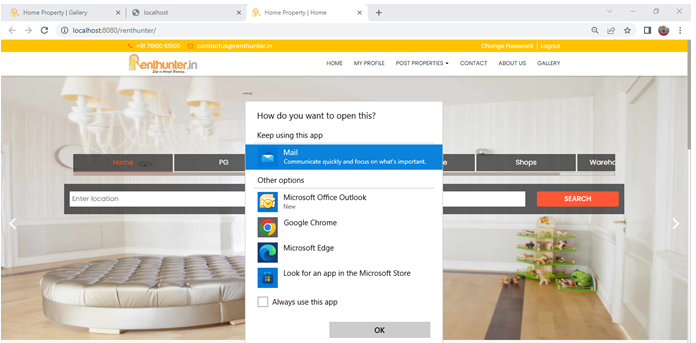 Home Property | Gallery
localhost
Home Property | Home
localhost:8080/renthunter/
+91 7600 65100
contactus@renthunter.in
Change Password | Logout
Renthunter.in
HOME
MY PROFILE
POST PROPERTIES
CONTACT
ABOUT US
GALLERY
How do you want to open this?
Keep using this app
Mail
Communicate quickly and focus on what's important.
Other options
Microsoft Office Outlook
New
Google Chrome
Microsoft Edge
Look for an app in the Microsoft Store
Always use this app
OK
Home
PG
Shops
Wareho
Enter location
SEARCH